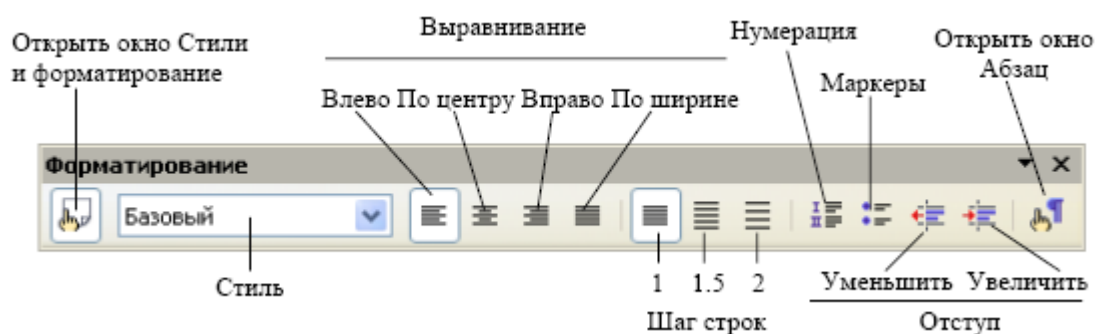 Открыть окно Стили
и форматирование
Выравнивание
Нумерация
Открыть окно
Абзац
Маркеры
Влево По центру Вправо По ширине
Форматирование
Базовый
Стиль
1 1.5 2
Шаг строк
Уменьшить Увеличить
Отступ